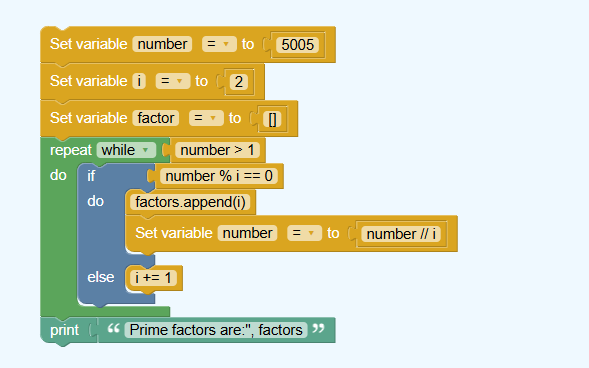 Set variable number = to 5005
Set variable i = to 2
Set variable factor = to []
repeat while number > 1
do if number % i == 0
do factors.append(i)
Set variable number = to number // i
else i += 1
print “ Prime factors are:", factors ”